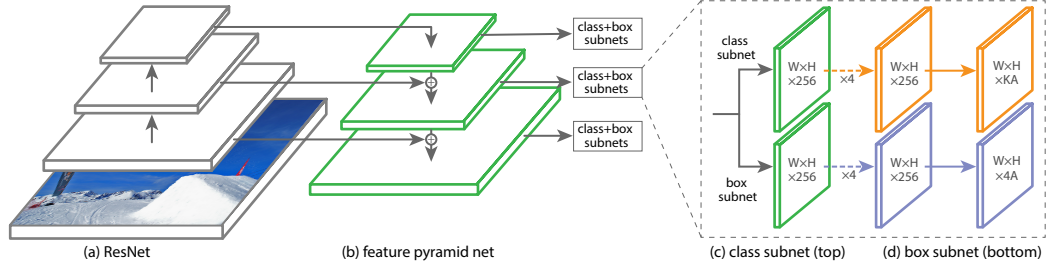 class+box
subnets
class+box
subnets
class+box
subnets
class
subnet
W×H
×256
×4
W×H
×256
W×H
×KA
box
subnet
W×H
×256
×4
W×H
×256
W×H
×4A
(a) ResNet
(b) feature pyramid net
(c) class subnet (top)
(d) box subnet (bottom)